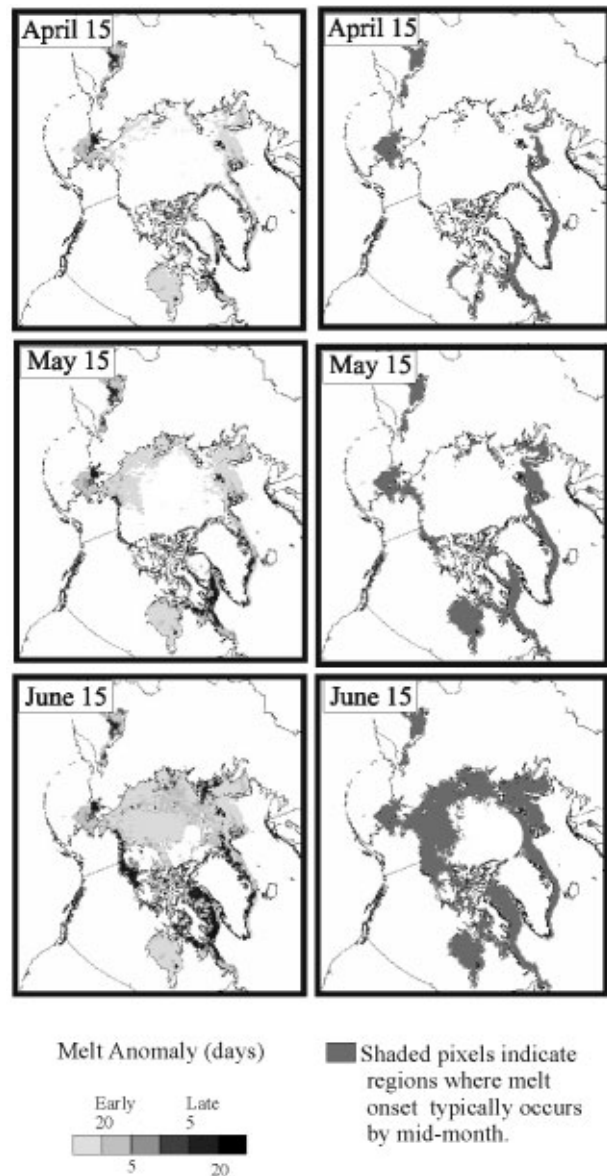 April 15
April 15
May 15
May 15
June 15
June 15
Melt Anomaly (days)
Early Late
20 5
5 20
Shaded pixels indicate
regions where melt
onset typically occurs
by mid-month.